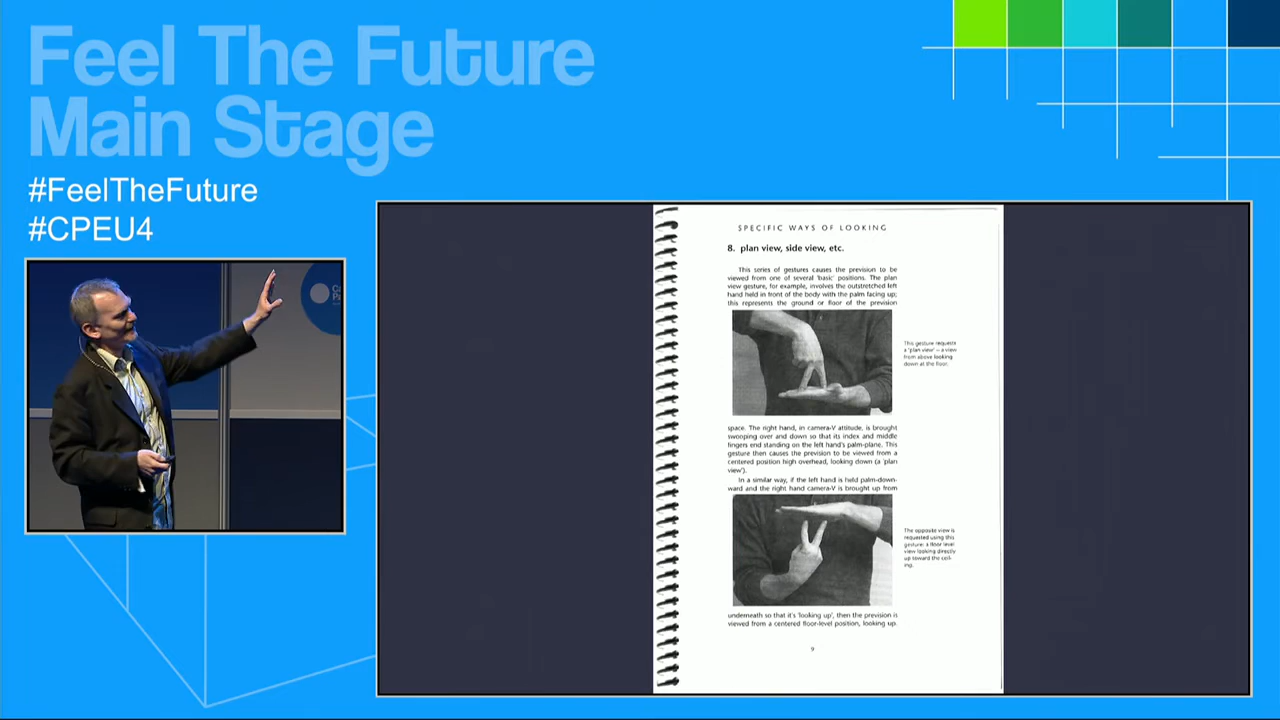 Feel The Future
Main Stage
#FeelTheFuture
#CPEU4
SPECIFIC WAYS OF LOOKING
8. plan view, side view, etc.
This series of gestures causes the prevision to be
viewed from one of several 'basic' positions. The plan
view gesture, for example, involves the outstretched left
hand held in front of the body with the palm facing up;
this represents the ground or floor of the prevision
This gesture requests
a 'plan view' — a view
from above looking
down at the floor.
space. The right hand, in camera-V attitude, is brought
swooping over and down so that its index and middle
fingers end standing on the left hand's palm-plane. This
gesture then causes the prevision to be viewed from a
centered position high overhead, looking down (a 'plan
view').
In a similar way, if the left hand is held palm-down-
ward and the right hand camera-V is brought up from
The opposite view is
requested using this
gesture: a floor level
view looking directly
up toward the ceil-
ing.
underneath so that it's 'looking up', then the prevision is
viewed from a centered floor-level position, looking up.
9